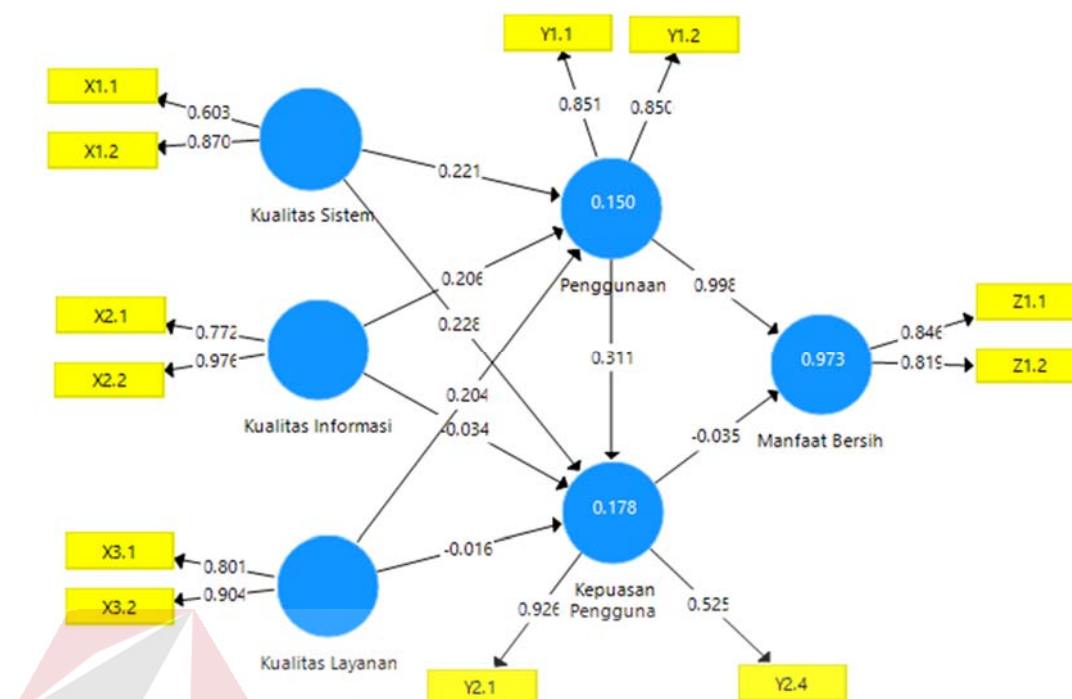 Y1.1
Y1.2
X1.1
0.603
0.851
0.850
X1.2
0.870
0.221
0.150
Kualitas Sistem
Penggunaan
0.206
0.998
X2.1
0.772
0.228
0.846
Z1.1
X2.2
0.976
0.311
0.973
0.819
Z1.2
0.204
Kualitas Informasi
-0.034
-0.035
Manfaat Bersih
0.178
X3.1
0.801
-0.016
X3.2
0.904
Kepuasan
Pengguna
0.926
0.525
Kualitas Layanan
Y2.1
Y2.4